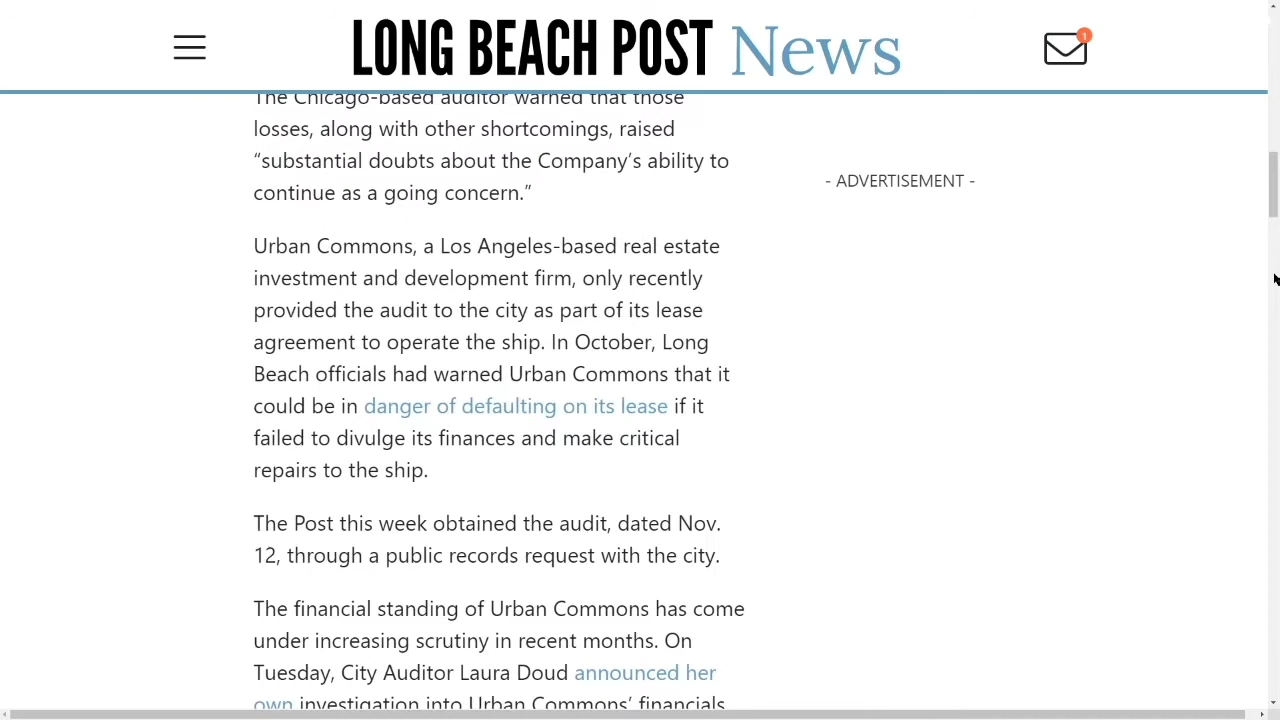 LONG BEACH POST News
1
The Chicago-based auditor warned that those
losses, along with other shortcomings, raised
“substantial doubts about the Company’s ability to
continue as a going concern.”
- ADVERTISEMENT -
Urban Commons, a Los Angeles-based real estate
investment and development firm, only recently
provided the audit to the city as part of its lease
agreement to operate the ship. In October, Long
Beach officials had warned Urban Commons that it
could be in danger of defaulting on its lease if it
failed to divulge its finances and make critical
repairs to the ship.
The Post this week obtained the audit, dated Nov.
12, through a public records request with the city.
The financial standing of Urban Commons has come
under increasing scrutiny in recent months. On
Tuesday, City Auditor Laura Doud announced her
own investigation into Urban Commons’ financials